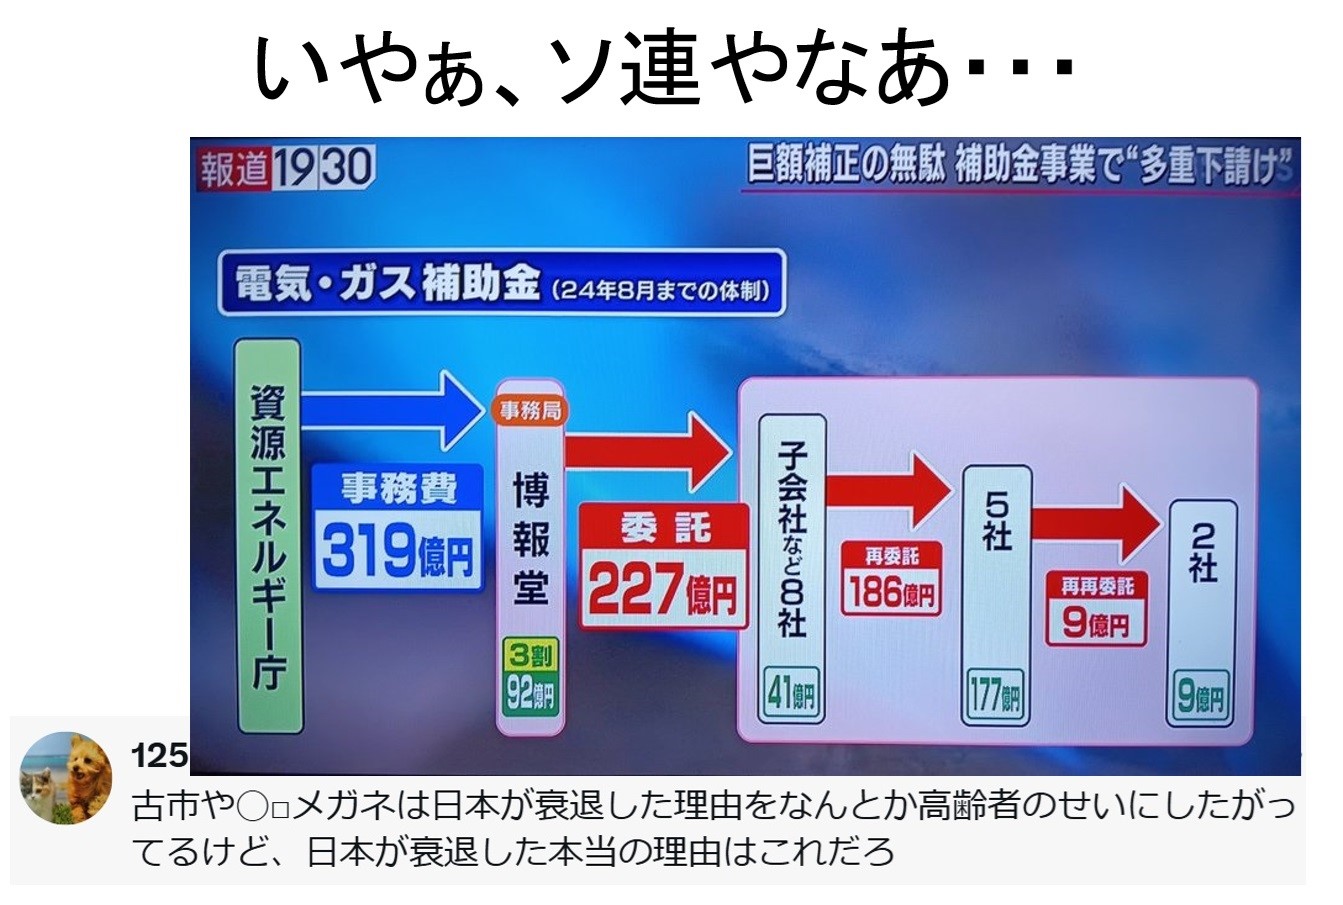 いやぁ、ソ連やなあ・・・
報道1930
巨額補正の無駄 補助金事業で“多重下請け”
電気・ガス補助金（24年8月までの体制）
資源エネルギー庁
事務費
319億円
事務局
博報堂
3割
92億円
委託
227億円
子会社など8社
41億円
再委託
186億円
5社
177億円
再再委託
9億円
2社
9億円
125
古市や○□メガネは日本が衰退した理由をなんとか高齢者のせいにしたがっ
てるけど、日本が衰退した本当の理由はこれだろ